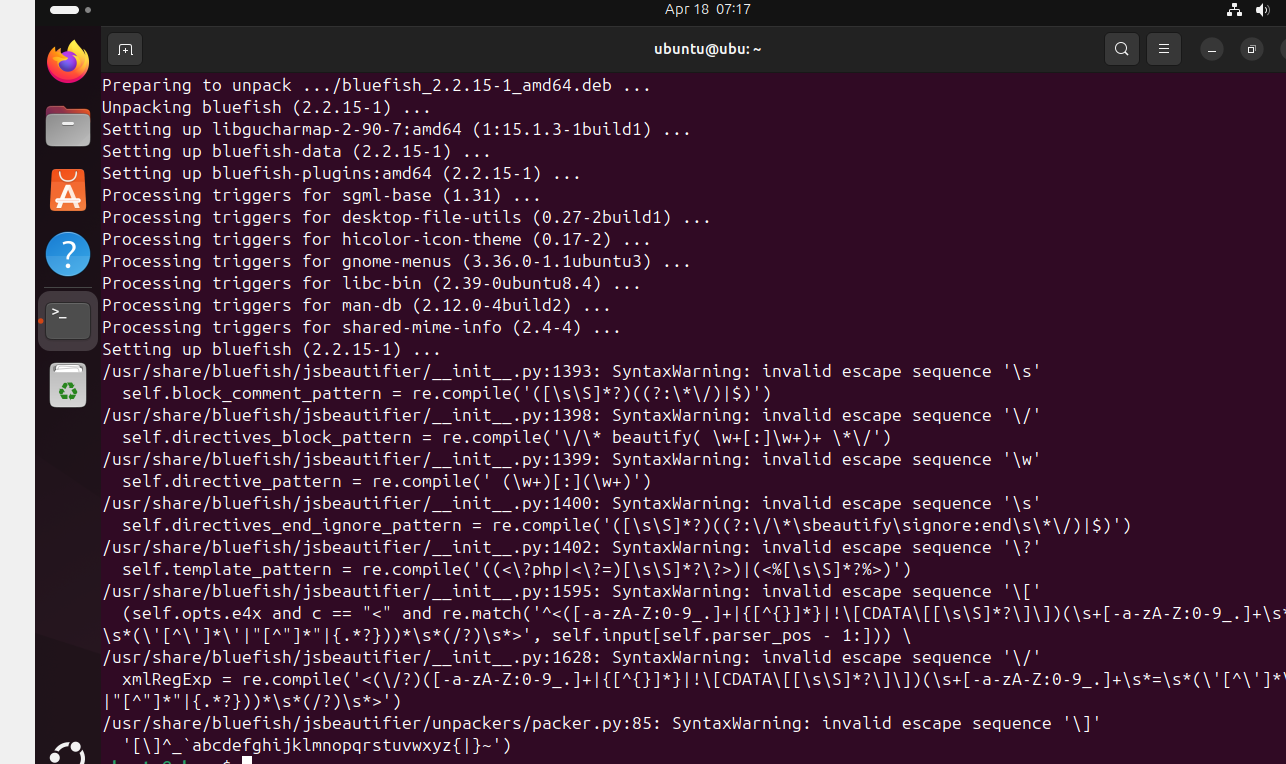 Apr 18 07:17
ubuntu@ubu: ~
Preparing to unpack .../bluefish_2.2.15-1_amd64.deb ...
Unpacking bluefish (2.2.15-1) ...
Setting up libgucharmap-2-90-7:amd64 (1:15.1.3-1build1) ...
Setting up bluefish-data (2.2.15-1) ...
Setting up bluefish-plugins:amd64 (2.2.15-1) ...
Processing triggers for sgml-base (1.31) ...
Processing triggers for desktop-file-utils (0.27-2build1) ...
Processing triggers for hicolor-icon-theme (0.17-2) ...
Processing triggers for gnome-menus (3.36.0-1.1ubuntu3) ...
Processing triggers for libc-bin (2.39-0ubuntu8.4) ...
Processing triggers for man-db (2.12.0-4build2) ...
Processing triggers for shared-mime-info (2.4-4) ...
Setting up bluefish (2.2.15-1) ...
/usr/share/bluefish/jsbeautifier/__init__.py:1393: SyntaxWarning: invalid escape sequence '\s'
  self.block_comment_pattern = re.compile('([\s\S]*?)((?:\*\/)|$)')
/usr/share/bluefish/jsbeautifier/__init__.py:1398: SyntaxWarning: invalid escape sequence '\/'
  self.directives_block_pattern = re.compile('\/\* beautify( \w+[:]\w+)+ \*\/')
/usr/share/bluefish/jsbeautifier/__init__.py:1399: SyntaxWarning: invalid escape sequence '\w'
  self.directive_pattern = re.compile(' (\w+)[:](\w+)')
/usr/share/bluefish/jsbeautifier/__init__.py:1400: SyntaxWarning: invalid escape sequence '\s'
  self.directives_end_ignore_pattern = re.compile('([\s\S]*?)((?:\/\*\sbeautify\signore:end\s\*\/)|$)')
/usr/share/bluefish/jsbeautifier/__init__.py:1402: SyntaxWarning: invalid escape sequence '\?'
  self.template_pattern = re.compile('((<\?php|<\?=)[\s\S]*?\?>)|(<%[\s\S]*?%>)')
/usr/share/bluefish/jsbeautifier/__init__.py:1595: SyntaxWarning: invalid escape sequence '\['
  (self.opts.e4x and c == "<" and re.match('^<([-a-zA-Z:0-9_.]+|{[^{}]*}|!\[CDATA\[[\s\S]*?\]\])(\s+[-a-zA-Z:0-9_.]+\s*
\s*(\'[^\']*\'|"[^"]*"|{.*?}))*\s*(/?)\s*>', self.input[self.parser_pos - 1:])) \
/usr/share/bluefish/jsbeautifier/__init__.py:1628: SyntaxWarning: invalid escape sequence '\/'
  xmlRegExp = re.compile('<(\/?)([-a-zA-Z:0-9_.]+|{[^{}]*}|!\[CDATA\[[\s\S]*?\]\])(\s+[-a-zA-Z:0-9_.]+\s*=\s*(\'[^\']*\
|"[^"]*"|{.*?}))*\s*(/?)\s*>')
/usr/share/bluefish/jsbeautifier/unpackers/packer.py:85: SyntaxWarning: invalid escape sequence '\]'
  '[\]^_`abcdefghijklmnopqrstuvwxyz{|}~')